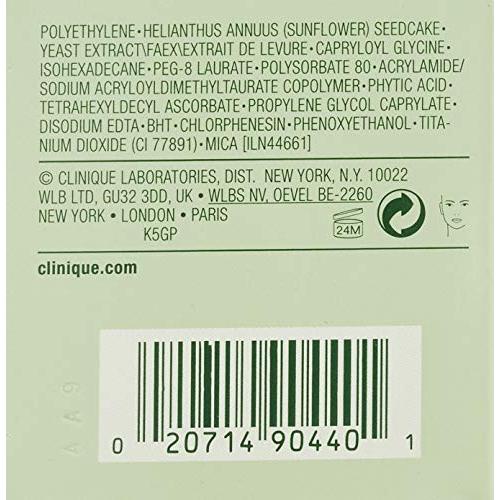 POLYETHYLENE • HELIANTHUS ANNUUS (SUNFLOWER) SEEDCAKE •
YEAST EXTRACT\FAEX\EXTRAIT DE LEVURE • CAPRYLOYL GLYCINE •
ISOHEXADECANE • PEG-8 LAURATE • POLYSORBATE 80 • ACRYLAMIDE/
SODIUM ACRYLOYLDIMETHYLTAURATE COPOLYMER • PHYTIC ACID •
TETRAHEXYLDECYL ASCORBATE • PROPYLENE GLYCOL CAPRYLATE •
DISODIUM EDTA • BHT • CHLORPHENESIN • PHENOXYETHANOL • TITA-
NIUM DIOXIDE (CI 77891) • MICA [ILN44661]
© CLINIQUE LABORATORIES, DIST. NEW YORK, N.Y. 10022
WLB LTD, GU32 3DD, UK • WLBS NV, OEVEL BE-2260
NEW YORK • LONDON • PARIS
K5GP
24M
clinique.com
A A9
0 20714 90440 1